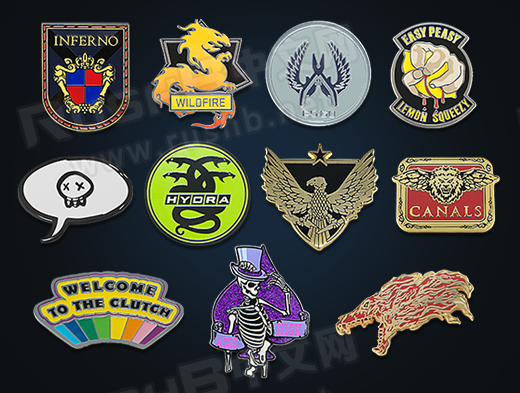 INFERNO
WILDFIRE
EASY PEASY
LEMON SQUEEZY
HYDRA
CANALS
WELCOME
TO THE CLUTCH